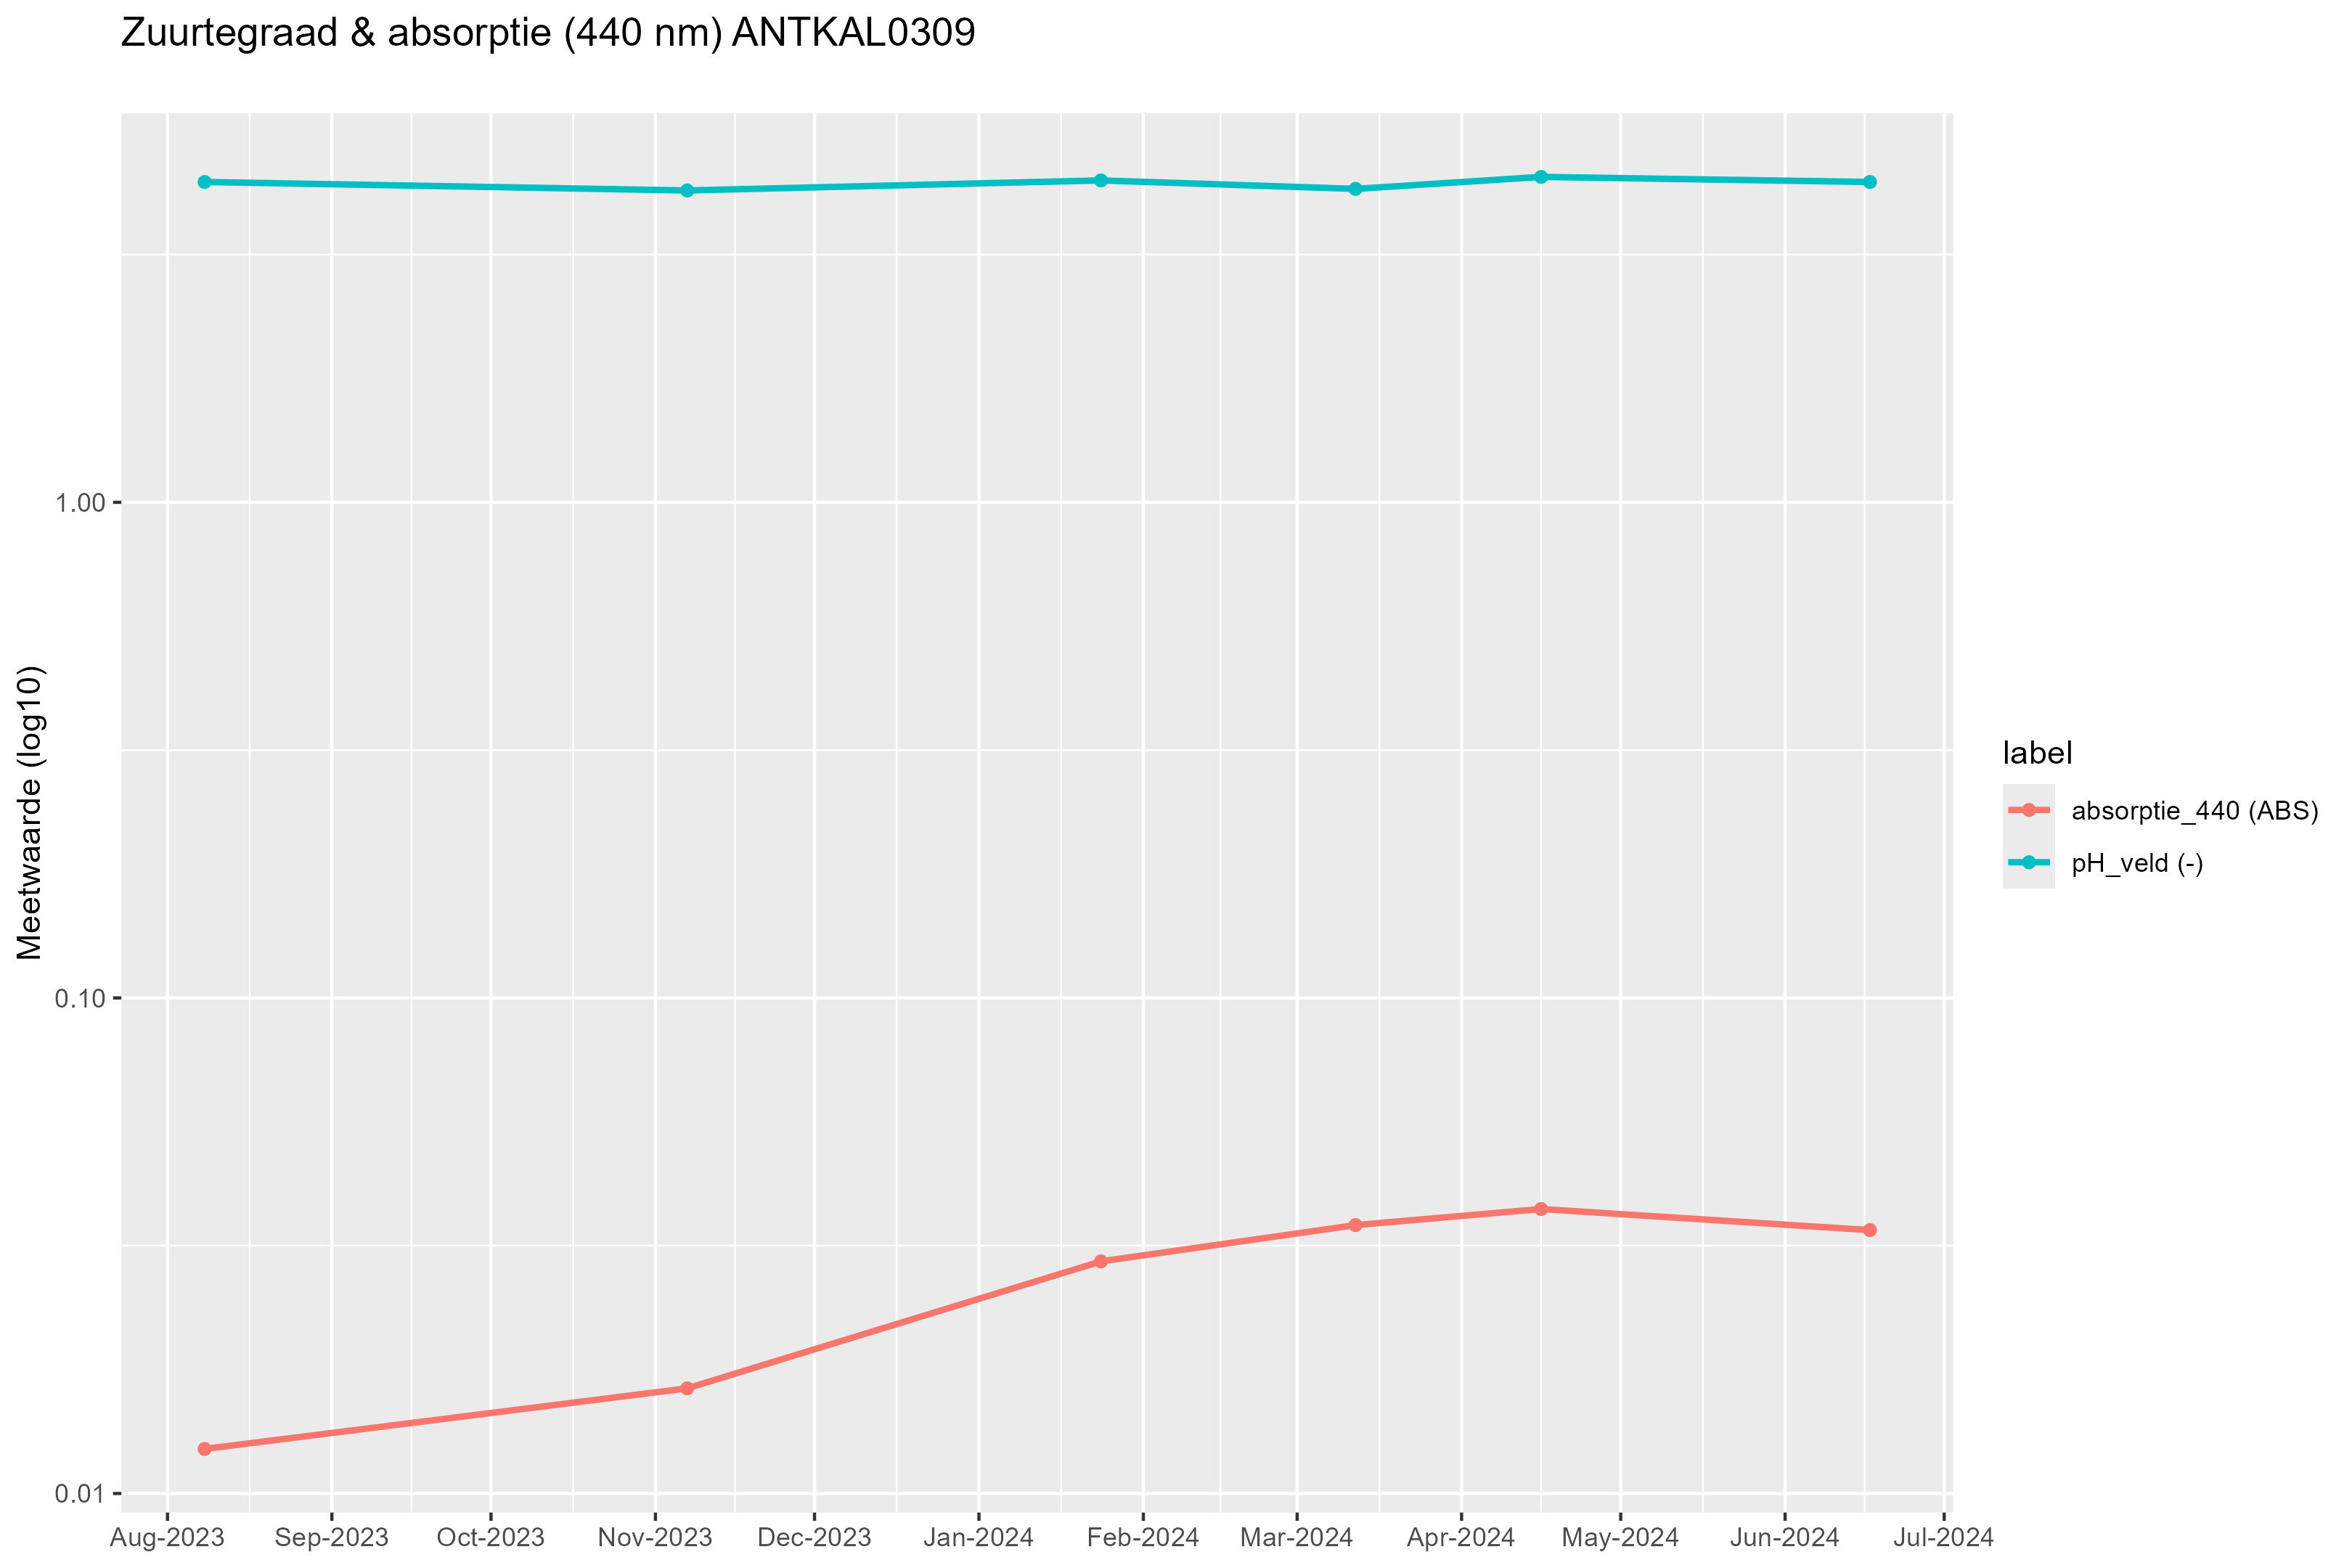 Zuurtegraad & absorptie (440 nm) ANTKAL0309
Meetwaarde (log10)
1.00
0.10
0.01
Aug-2023 Sep-2023 Oct-2023 Nov-2023 Dec-2023 Jan-2024 Feb-2024 Mar-2024 Apr-2024 May-2024 Jun-2024 Jul-2024
label
absorptie_440 (ABS)
pH_veld (-)